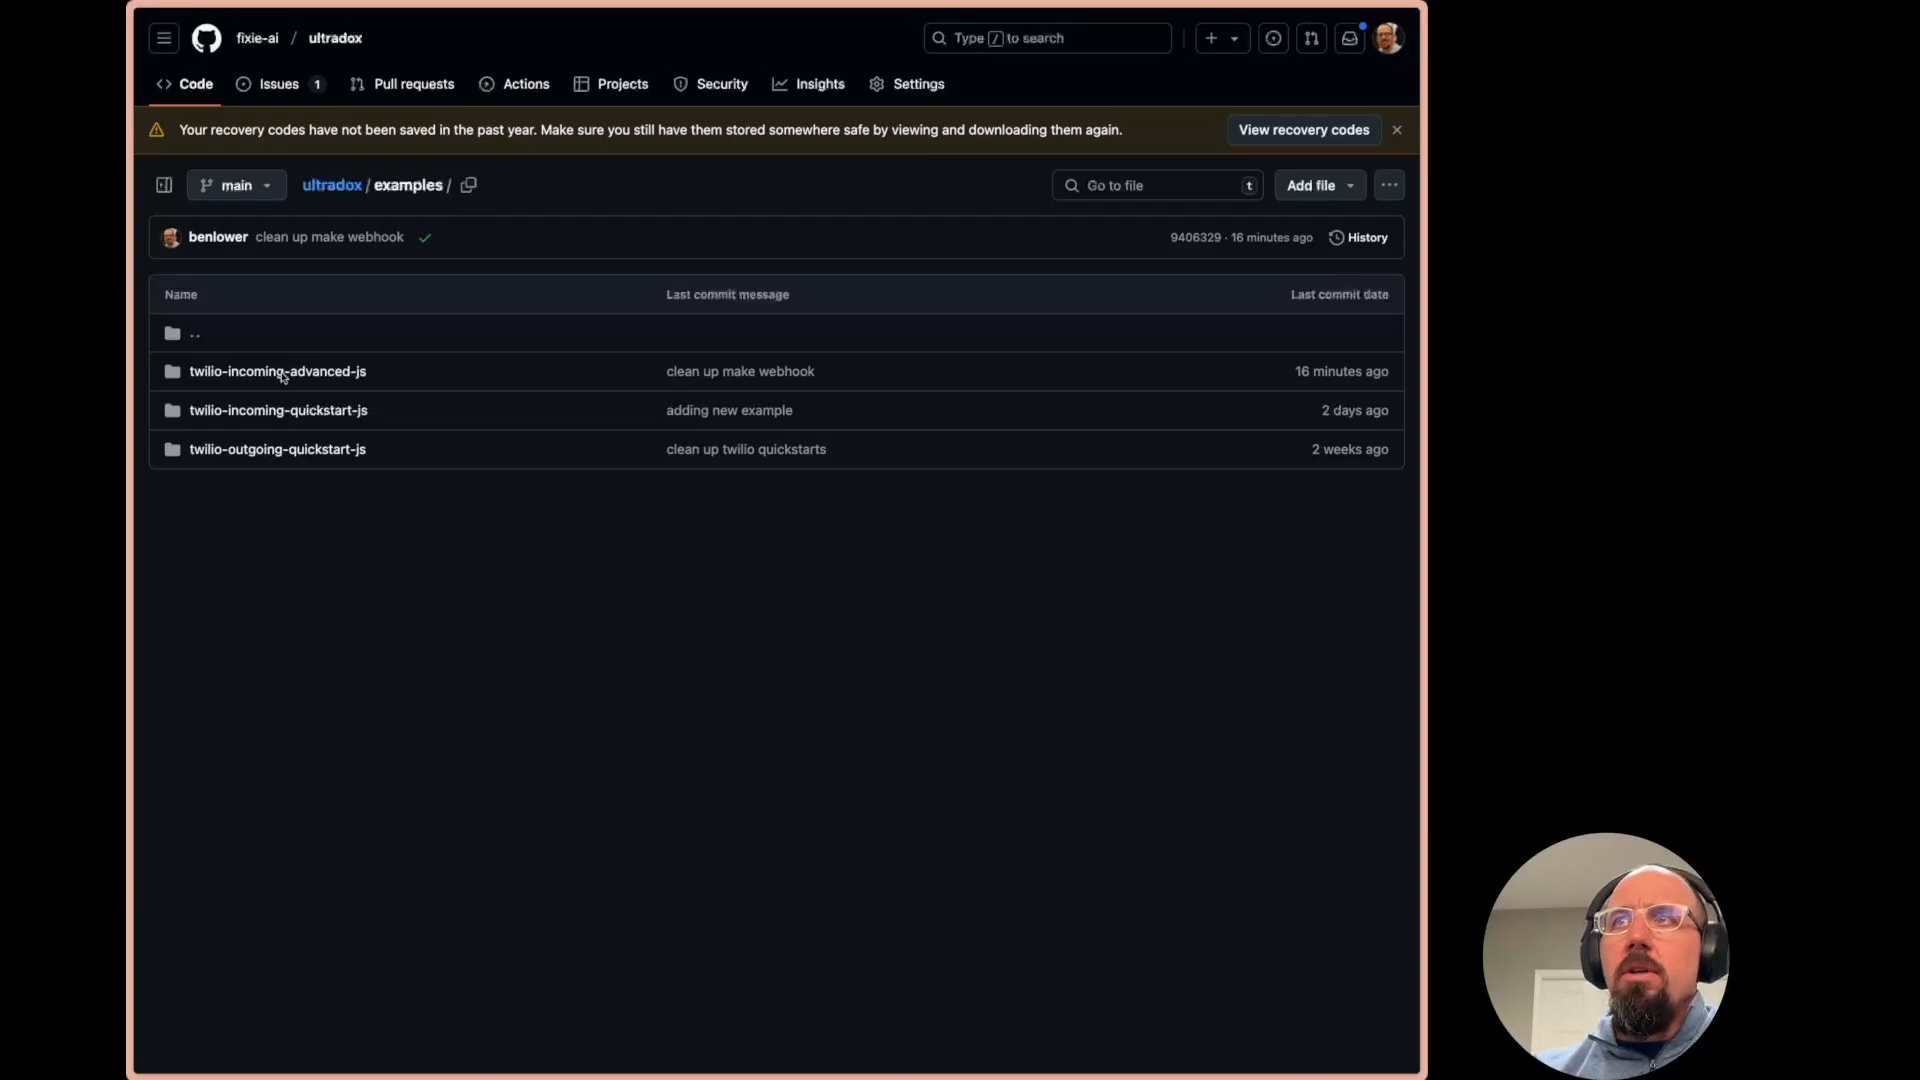 fixie-ai / ultradox
Type / to search
Code Issues 1 Pull requests Actions Projects Security Insights Settings
Your recovery codes have not been saved in the past year. Make sure you still have them stored somewhere safe by viewing and downloading them again. View recovery codes
main ultradox / examples / Go to file t Add file
benlower clean up make webhook 9406329 · 16 minutes ago History
Name Last commit message Last commit date
..
twilio-incoming-advanced-js clean up make webhook 16 minutes ago
twilio-incoming-quickstart-js adding new example 2 days ago
twilio-outgoing-quickstart-js clean up twilio quickstarts 2 weeks ago